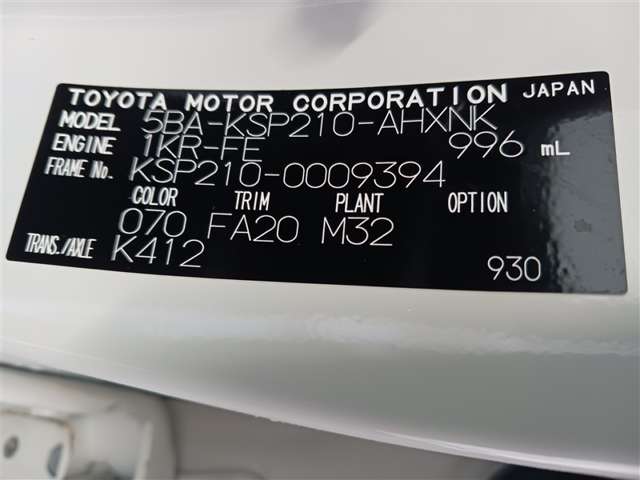 TOYOTA MOTOR CORPORATION JAPAN
MODEL 5BA-KSP210-AHXNK
ENGINE 1KR-FE 996 mL
FRAME No. KSP210-0009394
COLOR TRIM PLANT OPTION
070 FA20 M32
TRANS./AXLE K412
930